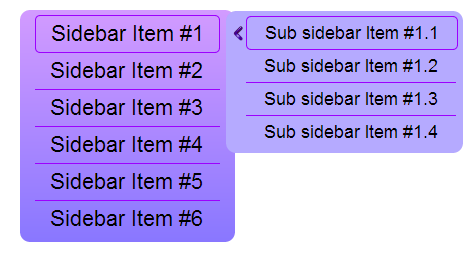 Sidebar Item #1
Sidebar Item #2
Sidebar Item #3
Sidebar Item #4
Sidebar Item #5
Sidebar Item #6
Sub sidebar Item #1.1
Sub sidebar Item #1.2
Sub sidebar Item #1.3
Sub sidebar Item #1.4